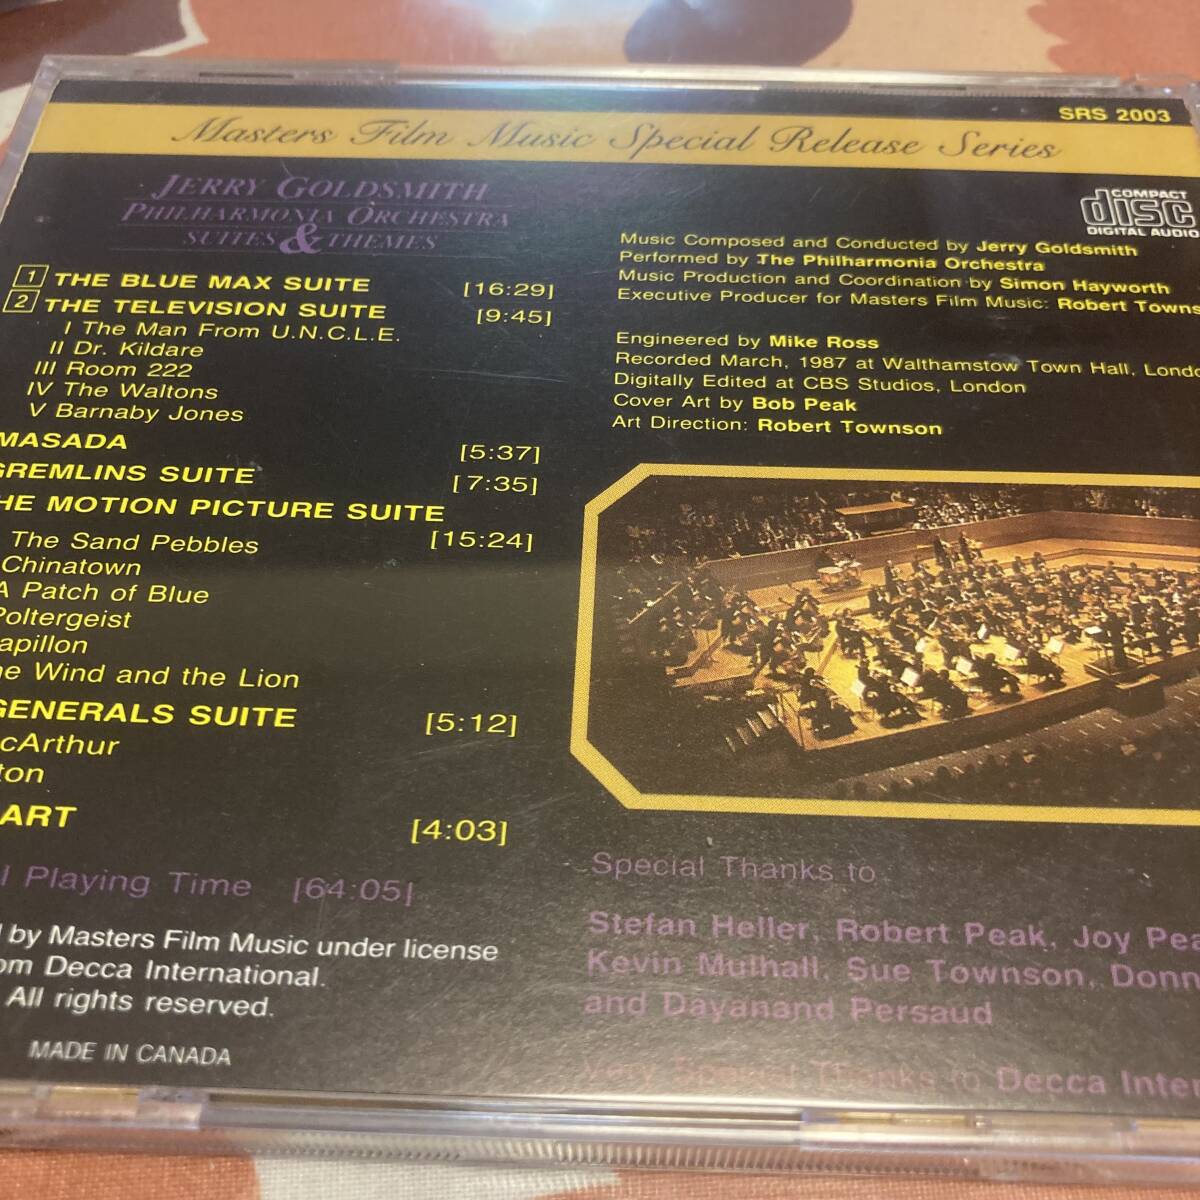 SRS 2003
Masters Film Music Special Release Series
JERRY GOLDSMITH
PHILHARMONIA ORCHESTRA
SUITES & THEMES
1 THE BLUE MAX SUITE [16:29]
2 THE TELEVISION SUITE [9:45]
I The Man From U.N.C.L.E.
II Dr. Kildare
III Room 222
IV The Waltons
V Barnaby Jones
MASADA [5:37]
GREMLINS SUITE [7:35]
HE MOTION PICTURE SUITE
The Sand Pebbles [15:24]
Chinatown
A Patch of Blue
Poltergeist
apillon
he Wind and the Lion
GENERALS SUITE [5:12]
cArthur
ton
ART [4:03]
l Playing Time [64:05]
by Masters Film Music under license
om Decca International.
All rights reserved.
MADE IN CANADA
COMPACT
disc
DIGITAL AUDIO
Music Composed and Conducted by Jerry Goldsmith
Performed by The Philharmonia Orchestra
Music Production and Coordination by Simon Hayworth
Executive Producer for Masters Film Music: Robert Towns
Engineered by Mike Ross
Recorded March, 1987 at Walthamstow Town Hall, Londo
Digitally Edited at CBS Studios, London
Cover Art by Bob Peak
Art Direction: Robert Townson
Special Thanks to
Stefan Heller, Robert Peak, Joy Pea
Kevin Mulhall, Sue Townson, Donn
and Dayanand Persaud
Very Special Thanks to Decca Inter